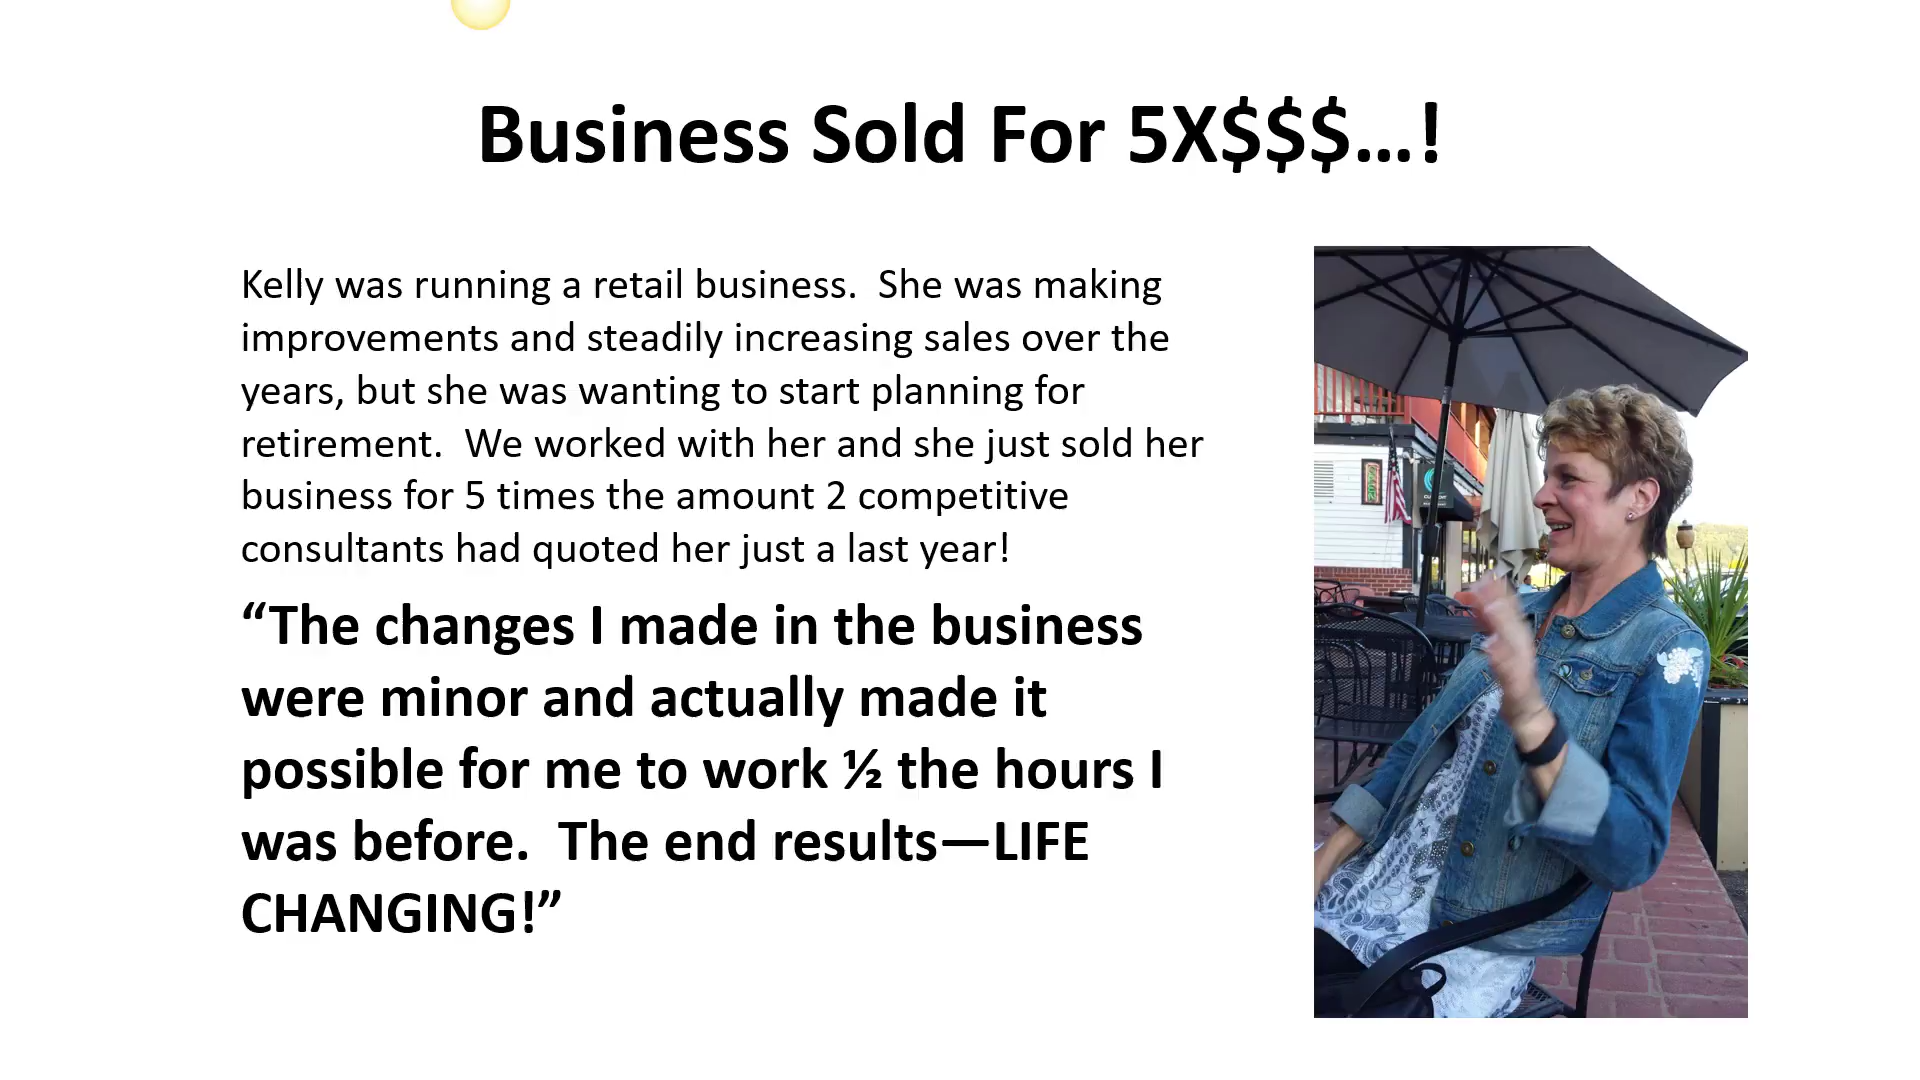 Business Sold For 5X$$$...!
Kelly was running a retail business.  She was making
improvements and steadily increasing sales over the
years, but she was wanting to start planning for
retirement.  We worked with her and she just sold her
business for 5 times the amount 2 competitive
consultants had quoted her just a last year!
“The changes I made in the business
were minor and actually made it
possible for me to work ½ the hours I
was before.  The end results—LIFE
CHANGING!”